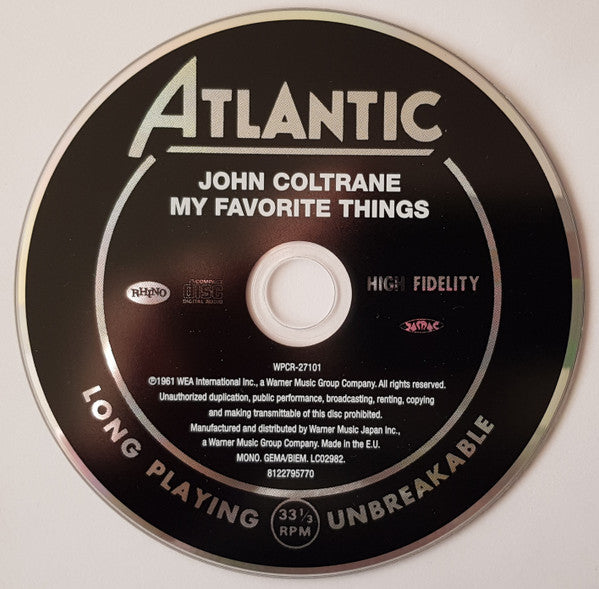 ATLANTIC
JOHN COLTRANE
MY FAVORITE THINGS
RHINO
COMPACT
disc
DIGITAL AUDIO
HIGH FIDELITY
WPCR-27101
℗1961 WEA International Inc., a Warner Music Group Company. All rights reserved.
Unauthorized duplication, public performance, broadcasting, renting, copying
and making transmittable of this disc prohibited.
Manufactured and distributed by Warner Music Japan Inc.,
a Warner Music Group Company. Made in the E.U.
MONO. GEMA/BIEM. LC02982.
8122795770
LONG PLAYING
33 1/3
RPM
UNBREAKABLE